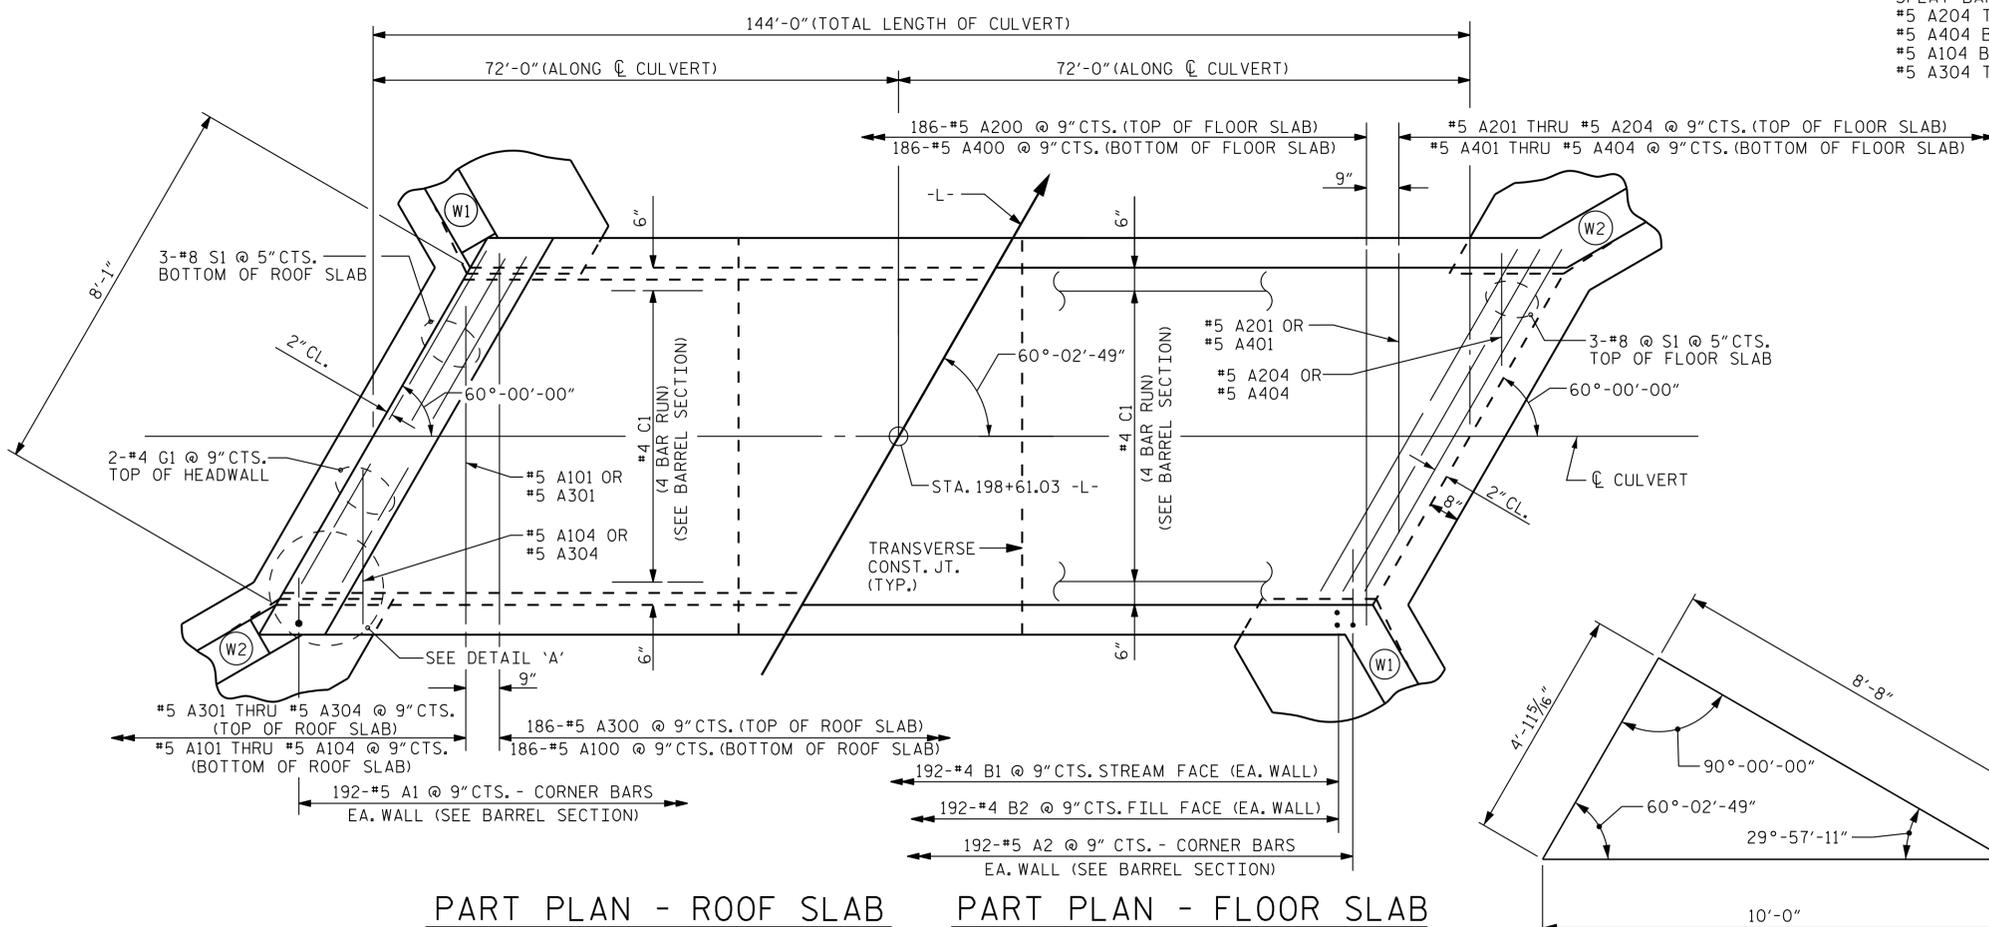 144'-0" (TOTAL LENGTH OF CULVERT)
72'-0" (ALONG ℄ CULVERT)
72'-0" (ALONG ℄ CULVERT)
#5 A204
#5 A404
#5 A104
#5 A304
186-#5 A200 @ 9" CTS. (TOP OF FLOOR SLAB)
186-#5 A400 @ 9" CTS. (BOTTOM OF FLOOR SLAB)
#5 A201 THRU #5 A204 @ 9" CTS. (TOP OF FLOOR SLAB)
#5 A401 THRU #5 A404 @ 9" CTS. (BOTTOM OF FLOOR SLAB)
9"
-L-
W1
W2
6"
6"
8'-1"
3-#8 S1 @ 5" CTS.
BOTTOM OF ROOF SLAB
2" CL.
60°-00'-00"
2-#4 G1 @ 9" CTS.
TOP OF HEADWALL
#5 A101 OR
#5 A301
#5 A104 OR
#5 A304
#4 C1
(4 BAR RUN)
(SEE BARREL SECTION)
60°-02'-49"
STA. 198+61.03 -L-
TRANSVERSE
CONST. JT.
(TYP.)
#4 C1
(4 BAR RUN)
(SEE BARREL SECTION)
#5 A201 OR
#5 A401
#5 A204 OR
#5 A404
3-#8 @ S1 @ 5" CTS.
TOP OF FLOOR SLAB
60°-00'-00"
℄ CULVERT
2" CL.
8"
W2
SEE DETAIL 'A'
6"
6"
W1
9"
#5 A301 THRU #5 A304 @ 9" CTS.
(TOP OF ROOF SLAB)
#5 A101 THRU #5 A104 @ 9" CTS.
(BOTTOM OF ROOF SLAB)
186-#5 A300 @ 9" CTS. (TOP OF ROOF SLAB)
186-#5 A100 @ 9" CTS. (BOTTOM OF ROOF SLAB)
192-#5 A1 @ 9" CTS. - CORNER BARS
EA. WALL (SEE BARREL SECTION)
192-#4 B1 @ 9" CTS. STREAM FACE (EA. WALL)
192-#4 B2 @ 9" CTS. FILL FACE (EA. WALL)
192-#5 A2 @ 9" CTS. - CORNER BARS
EA. WALL (SEE BARREL SECTION)
4'-11 5/16"
8'-8"
90°-00'-00"
60°-02'-49"
29°-57'-11"
10'-0"
PART PLAN - ROOF SLAB
PART PLAN - FLOOR SLAB